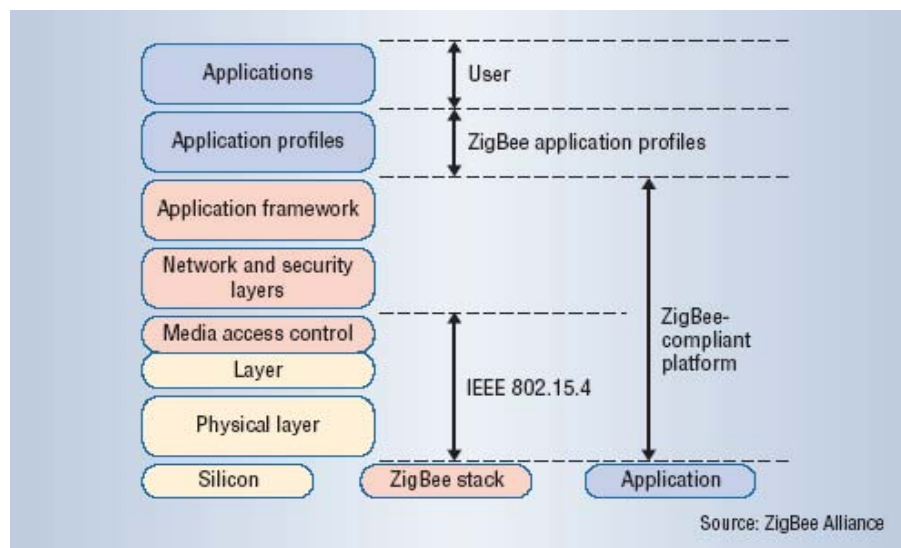 Applications
User
Application profiles
ZigBee application profiles
Application framework
Network and security
layers
Media access control
Layer
Physical layer
IEEE 802.15.4
ZigBee-
compliant
platform
Silicon
ZigBee stack
Application
Source: ZigBee Alliance